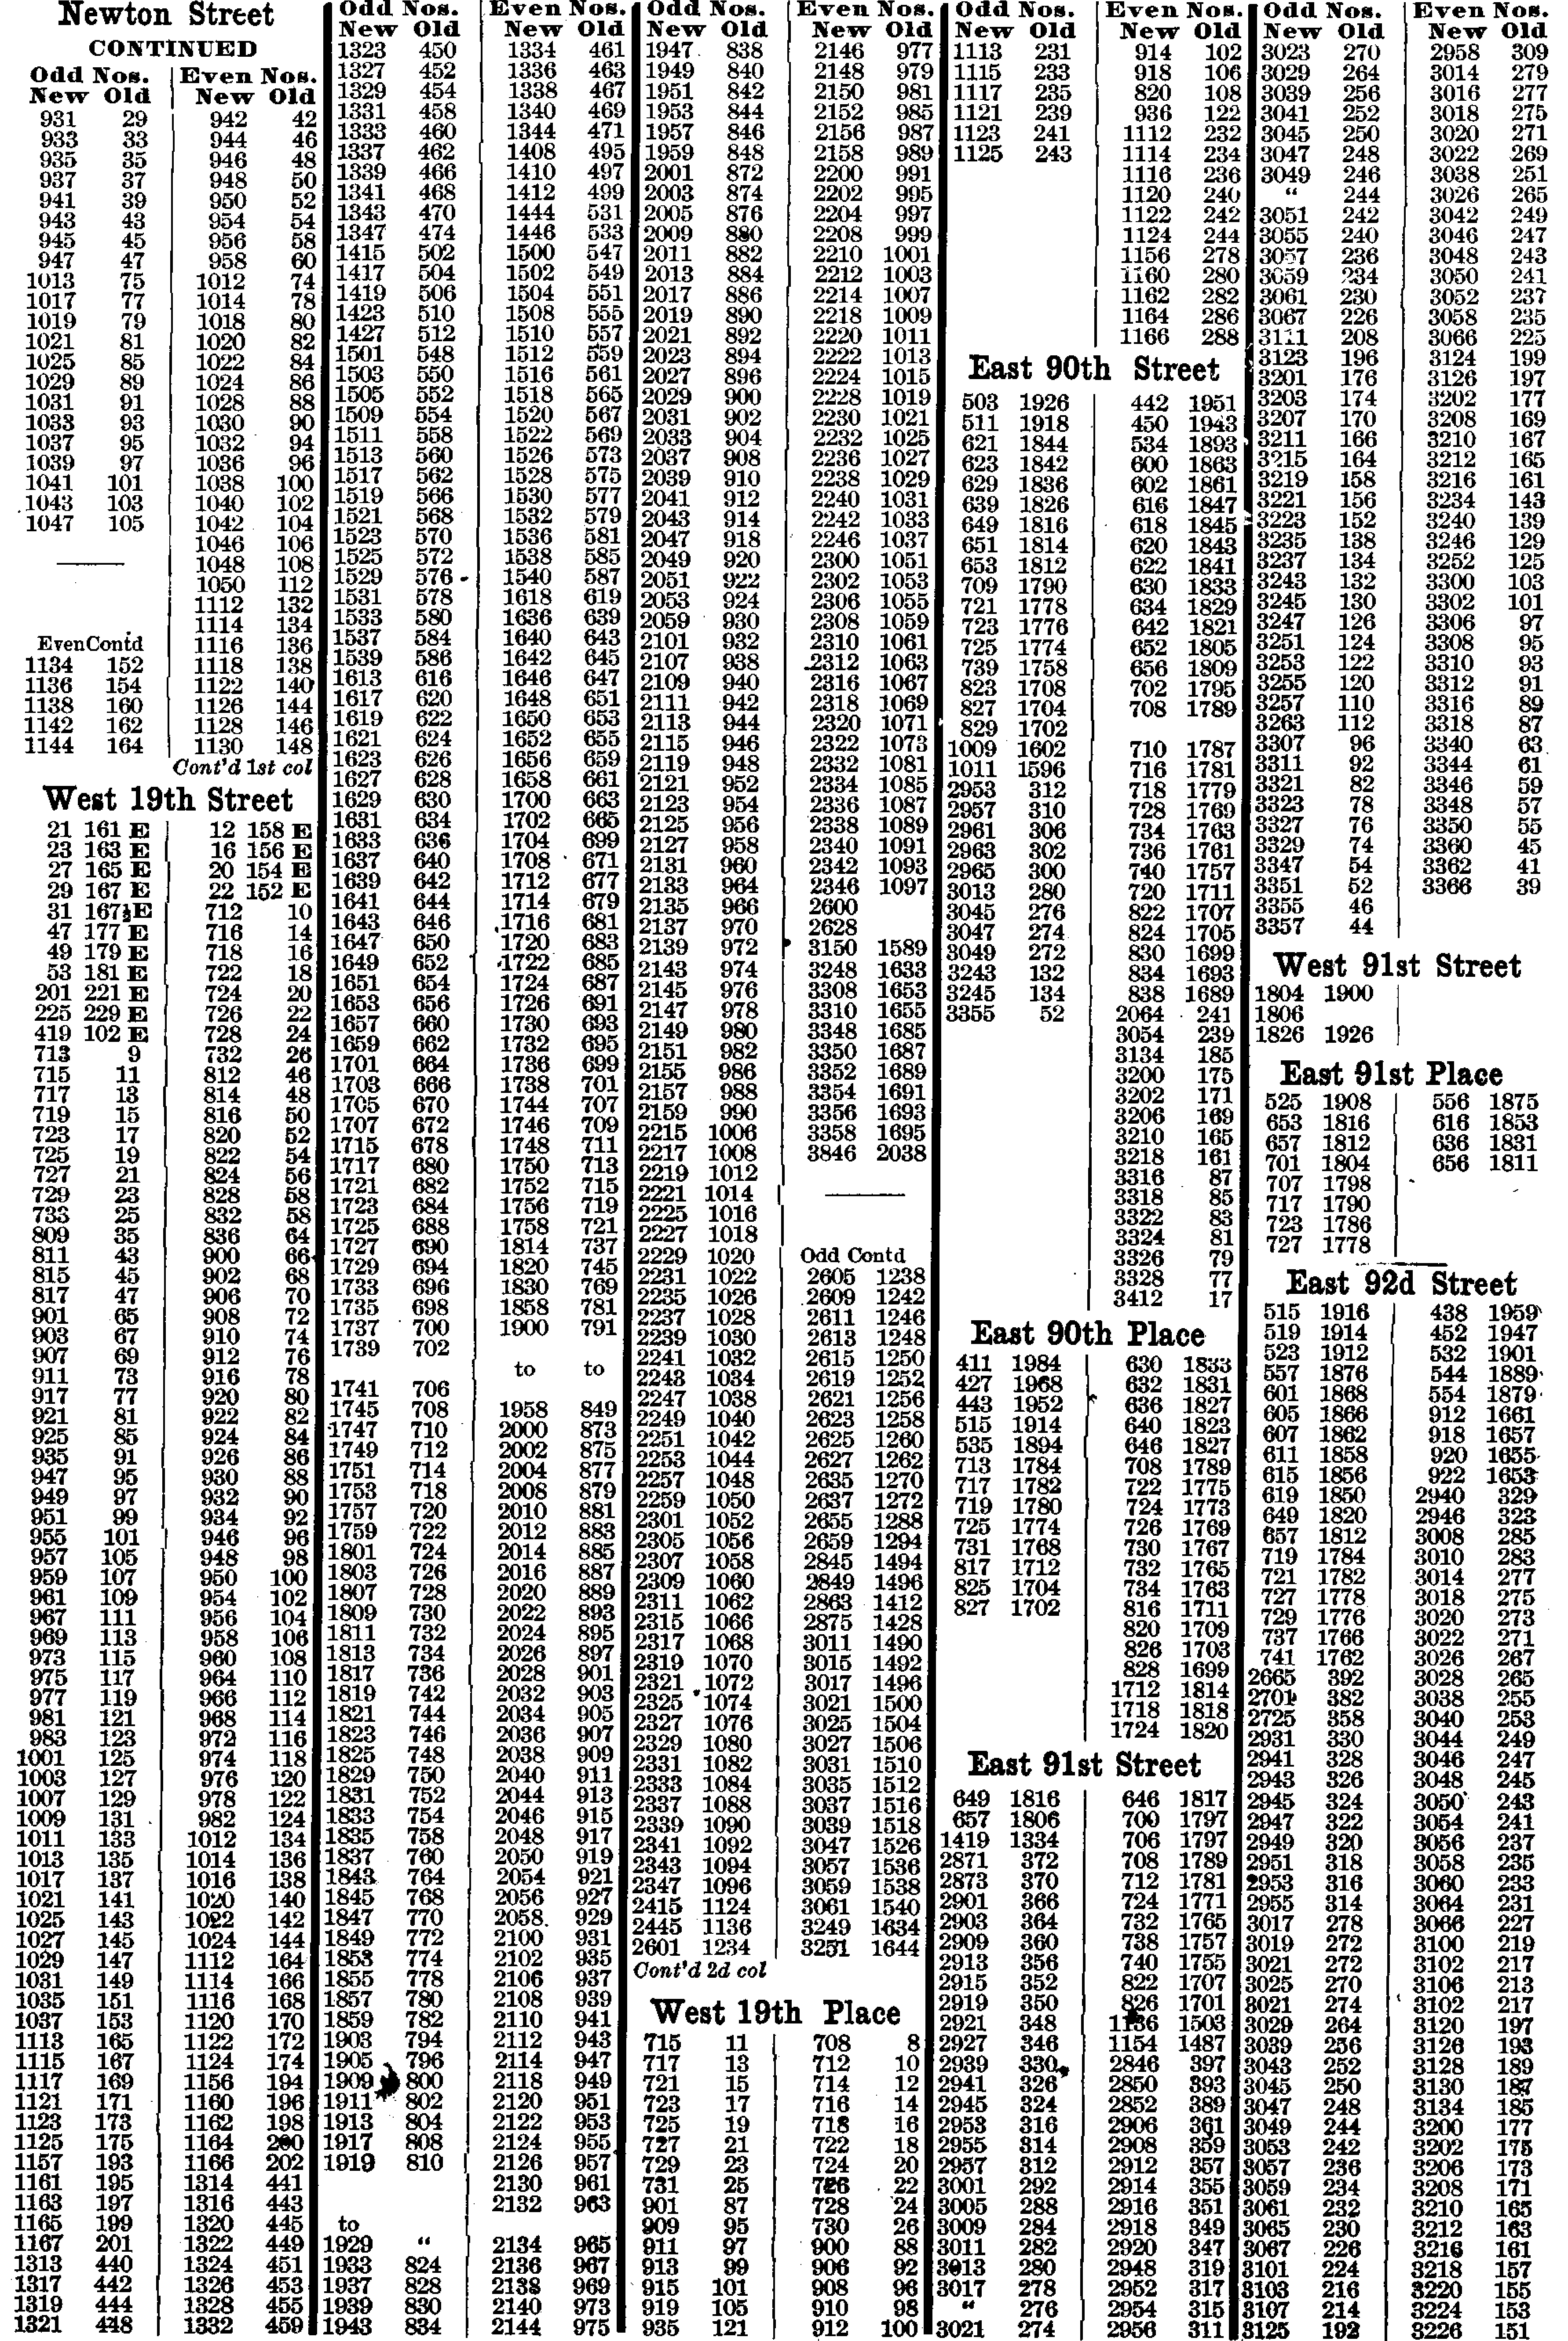 Newton Street
CONTINUED
Odd Nos. Even Nos.
New Old New Old
931 29 942 42
933 33 944 46
935 35 946 48
937 37 948 50
941 39 950 52
943 43 954 54
945 45 956 58
947 47 958 60
1013 75 1012 74
1017 77 1014 78
1019 79 1018 80
1021 81 1020 82
1025 85 1022 84
1029 89 1024 86
1031 91 1028 88
1033 93 1030 90
1037 95 1032 94
1039 97 1036 96
1041 101 1038 100
1043 103 1040 102
1047 105 1042 104
1046 106
1048 108
1050 112
1112 132
1114 134
Even Contd 1116 136
1134 152 1118 138
1136 154 1122 140
1138 160 1126 144
1142 162 1128 146
1144 164 1130 148
Cont'd 1st col
West 19th Street
21 161 E 12 158 E
23 163 E 16 156 E
27 165 E 20 154 E
29 167 E 22 152 E
31 167½E 712 10
47 177 E 716 14
49 179 E 718 16
53 181 E 722 18
201 221 E 724 20
225 229 E 726 22
419 102 E 728 24
713 9 732 26
715 11 812 46
717 13 814 48
719 15 816 50
723 17 820 52
725 19 822 54
727 21 824 56
729 23 828 58
733 25 832 58
809 35 836 64
811 43 900 66
815 45 902 68
817 47 906 70
901 65 908 72
903 67 910 74
907 69 912 76
911 73 916 78
917 77 920 80
921 81 922 82
925 85 924 84
935 91 926 86
947 95 930 88
949 97 932 90
951 99 934 92
955 101 946 96
957 105 948 98
959 107 950 100
961 109 954 102
967 111 956 104
969 113 958 106
973 115 960 108
975 117 964 110
977 119 966 112
981 121 968 114
983 123 972 116
1001 125 974 118
1003 127 976 120
1007 129 978 122
1009 131 982 124
1011 133 1012 134
1013 135 1014 136
1017 137 1016 138
1021 141 1020 140
1025 143 1022 142
1027 145 1024 144
1029 147 1112 164
1031 149 1114 166
1035 151 1116 168
1037 153 1120 170
1113 165 1122 172
1115 167 1124 174
1117 169 1156 194
1121 171 1160 196
1123 173 1162 198
1125 175 1164 200
1157 193 1166 202
1161 195 1314 441
1163 197 1316 443
1165 199 1320 445
1167 201 1322 449
1313 440 1324 451
1317 442 1326 453
1319 444 1328 455
1321 448 1332 459
Odd Nos. Even Nos.
New Old New Old
1323 450 1334 461
1327 452 1336 463
1329 454 1338 467
1331 458 1340 469
1333 460 1344 471
1337 462 1408 495
1339 466 1410 497
1341 468 1412 499
1343 470 1444 531
1347 474 1446 533
1415 502 1500 547
1417 504 1502 549
1419 506 1504 551
1423 510 1508 555
1427 512 1510 557
1501 548 1512 559
1503 550 1516 561
1505 552 1518 565
1509 554 1520 567
1511 558 1522 569
1513 560 1526 573
1517 562 1528 575
1519 566 1530 577
1521 568 1532 579
1523 570 1536 581
1525 572 1538 585
1529 576 1540 587
1531 578 1618 619
1533 580 1636 639
1537 584 1640 643
1539 586 1642 645
1613 616 1646 647
1617 620 1648 651
1619 622 1650 653
1621 624 1652 655
1623 626 1656 659
1627 628 1658 661
1629 630 1700 663
1631 634 1702 665
1633 636 1704 699
1637 640 1708 671
1639 642 1712 677
1641 644 1714 679
1643 646 1716 681
1647 650 1720 683
1649 652 1722 685
1651 654 1724 687
1653 656 1726 691
1657 660 1730 693
1659 662 1732 695
1701 664 1736 699
1703 666 1738 701
1705 670 1744 707
1707 672 1746 709
1715 678 1748 711
1717 680 1750 713
1721 682 1752 715
1723 684 1756 719
1725 688 1758 721
1727 690 1814 737
1729 694 1820 745
1733 696 1830 769
1735 698 1858 781
1737 700 1900 791
1739 702
to to
1741 706
1745 708 1958 849
1747 710 2000 873
1749 712 2002 875
1751 714 2004 877
1753 718 2008 879
1757 720 2010 881
1759 722 2012 883
1801 724 2014 885
1803 726 2016 887
1807 728 2020 889
1809 730 2022 893
1811 732 2024 895
1813 734 2026 897
1817 736 2028 901
1819 742 2032 903
1821 744 2034 905
1823 746 2036 907
1825 748 2038 909
1829 750 2040 911
1831 752 2044 913
1833 754 2046 915
1835 758 2048 917
1837 760 2050 919
1843 764 2054 921
1845 768 2056 927
1847 770 2058 929
1849 772 2100 931
1853 774 2102 935
1855 778 2106 937
1857 780 2108 939
1859 782 2110 941
1903 794 2112 943
1905 796 2114 947
1909 800 2118 949
1911 802 2120 951
1913 804 2122 953
1917 808 2124 955
1919 810 2126 957
2130 961
2132 963
to
1929 “ 2134 965
1933 824 2136 967
1937 828 2138 969
1939 830 2140 973
1943 834 2144 975
Odd Nos. Even Nos.
New Old New Old
1947 838 2146 977
1949 840 2148 979
1951 842 2150 981
1953 844 2152 985
1957 846 2156 987
1959 848 2158 989
2001 872 2200 991
2003 874 2202 995
2005 876 2204 997
2009 880 2208 999
2011 882 2210 1001
2013 884 2212 1003
2017 886 2214 1007
2019 890 2218 1009
2021 892 2220 1011
2023 894 2222 1013
2027 896 2224 1015
2029 900 2228 1019
2031 902 2230 1021
2033 904 2232 1025
2037 908 2236 1027
2039 910 2238 1029
2041 912 2240 1031
2043 914 2242 1033
2047 918 2246 1037
2049 920 2300 1051
2051 922 2302 1053
2053 924 2306 1055
2059 930 2308 1059
2101 932 2310 1061
2107 938 2312 1063
2109 940 2316 1067
2111 942 2318 1069
2113 944 2320 1071
2115 946 2322 1073
2119 948 2332 1081
2121 952 2334 1085
2123 954 2336 1087
2125 956 2338 1089
2127 958 2340 1091
2131 960 2342 1093
2133 964 2346 1097
2135 966 2600
2137 970 2628
2139 972 3150 1589
2143 974 3248 1633
2145 976 3308 1653
2147 978 3310 1655
2149 980 3348 1685
2151 982 3350 1687
2155 986 3352 1689
2157 988 3354 1691
2159 990 3356 1693
2215 1006 3358 1695
2217 1008 3846 2038
2219 1012
2221 1014
2225 1016
2227 1018
2229 1020 Odd Contd
2231 1022 2605 1238
2235 1026 2609 1242
2237 1028 2611 1246
2239 1030 2613 1248
2241 1032 2615 1250
2243 1034 2619 1252
2247 1038 2621 1256
2249 1040 2623 1258
2251 1042 2625 1260
2253 1044 2627 1262
2257 1048 2635 1270
2259 1050 2637 1272
2301 1052 2655 1288
2305 1056 2659 1294
2307 1058 2845 1494
2309 1060 2849 1496
2311 1062 2863 1412
2315 1066 2875 1428
2317 1068 3011 1490
2319 1070 3015 1492
2321 1072 3017 1496
2325 1074 3021 1500
2327 1076 3025 1504
2329 1080 3027 1506
2331 1082 3031 1510
2333 1084 3035 1512
2337 1088 3037 1516
2339 1090 3039 1518
2341 1092 3047 1526
2343 1094 3057 1536
2347 1096 3059 1538
2415 1124 3061 1540
2445 1136 3249 1634
2601 1234 3251 1644
Cont'd 2d col
West 19th Place
715 11 708 8
717 13 712 10
721 15 714 12
723 17 716 14
725 19 718 16
727 21 722 18
729 23 724 20
731 25 726 22
901 87 728 24
909 95 730 26
911 97 900 88
913 99 906 92
915 101 908 96
919 105 910 98
935 121 912 100
Odd Nos. Even Nos.
New Old New Old
1113 231 914 102
1115 233 918 106
1117 235 820 108
1121 239 936 122
1123 241 1112 232
1125 243 1114 234
1116 236
1120 240
1122 242
1124 244
1156 278
1160 280
1162 282
1164 286
1166 288
East 90th Street
503 1926 442 1951
511 1918 450 1943
621 1844 534 1893
623 1842 600 1863
629 1836 602 1861
639 1826 616 1847
649 1816 618 1845
651 1814 620 1843
653 1812 622 1841
709 1790 630 1833
721 1778 634 1829
723 1776 642 1821
725 1774 652 1805
739 1758 656 1809
823 1708 702 1795
827 1704 708 1789
829 1702
1009 1602 710 1787
1011 1596 716 1781
2953 312 718 1779
2957 310 728 1769
2961 306 734 1763
2963 302 736 1761
2965 300 740 1757
3013 280 720 1711
3045 276 822 1707
3047 274 824 1705
3049 272 830 1699
3243 132 834 1693
3245 134 838 1689
3355 52 2064 241
3054 239
3134 185
3200 175
3202 171
3206 169
3210 165
3218 161
3316 87
3318 85
3322 83
3324 81
3326 79
3328 77
3412 17
East 90th Place
411 1984 630 1833
427 1968 632 1831
443 1952 636 1827
515 1914 640 1823
535 1894 646 1827
713 1784 708 1789
717 1782 722 1775
719 1780 724 1773
725 1774 726 1769
731 1768 730 1767
817 1712 732 1765
825 1704 734 1763
827 1702 816 1711
820 1709
826 1703
828 1699
1712 1814
1718 1818
1724 1820
East 91st Street
649 1816 646 1817
657 1806 700 1797
1419 1334 706 1797
2871 372 708 1789
2873 370 712 1781
2901 366 724 1771
2903 364 732 1765
2909 360 738 1757
2913 356 740 1755
2915 352 822 1707
2919 350 826 1701
2921 348 1136 1503
2927 346 1154 1487
2939 330 2846 397
2941 326 2850 393
2945 324 2852 389
2953 316 2906 361
2955 314 2908 359
2957 312 2912 357
3001 292 2914 355
3005 288 2916 351
3009 284 2918 349
3011 282 2920 347
3013 280 2948 319
3017 278 2952 317
“ 276 2954 315
3021 274 2956 311
Odd Nos. Even Nos.
New Old New Old
3023 270 2958 309
3029 264 3014 279
3039 256 3016 277
3041 252 3018 275
3045 250 3020 271
3047 248 3022 269
3049 246 3038 251
“ 244 3026 265
3051 242 3042 249
3055 240 3046 247
3057 236 3048 243
3059 234 3050 241
3061 230 3052 237
3067 226 3058 235
3111 208 3066 225
3123 196 3124 199
3201 176 3126 197
3203 174 3202 177
3207 170 3208 169
3211 166 3210 167
3215 164 3212 165
3219 158 3216 161
3221 156 3234 143
3223 152 3240 139
3235 138 3246 129
3237 134 3252 125
3243 132 3300 103
3245 130 3302 101
3247 126 3306 97
3251 124 3308 95
3253 122 3310 93
3255 120 3312 91
3257 110 3316 89
3263 112 3318 87
3307 96 3340 63
3311 92 3344 61
3321 82 3346 59
3323 78 3348 57
3327 76 3350 55
3329 74 3360 45
3347 54 3362 41
3351 52 3366 39
3355 46
3357 44
West 91st Street
1804 1900
1806
1826 1926
East 91st Place
525 1908 556 1875
653 1816 616 1853
657 1812 636 1831
701 1804 656 1811
707 1798
717 1790
723 1786
727 1778
East 92d Street
515 1916 438 1959
519 1914 452 1947
523 1912 532 1901
557 1876 544 1889
601 1868 554 1879
605 1866 912 1661
607 1862 918 1657
611 1858 920 1655
615 1856 922 1653
619 1850 2940 329
649 1820 2946 323
657 1812 3008 285
719 1784 3010 283
721 1782 3014 277
727 1778 3018 275
729 1776 3020 273
737 1766 3022 271
741 1762 3026 267
2665 392 3028 265
2701 382 3038 255
2725 358 3040 253
2931 330 3044 249
2941 328 3046 247
2943 326 3048 245
2945 324 3050 243
2947 322 3054 241
2949 320 3056 237
2951 318 3058 235
2953 316 3060 233
2955 314 3064 231
3017 278 3066 227
3019 272 3100 219
3021 272 3102 217
3025 270 3106 213
3021 274 3102 217
3029 264 3120 197
3039 256 3126 193
3043 252 3128 189
3045 250 3130 187
3047 248 3134 185
3049 244 3200 177
3053 242 3202 175
3057 236 3206 173
3059 234 3208 171
3061 232 3210 165
3065 230 3212 163
3067 226 3216 161
3101 224 3218 157
3103 216 3220 155
3107 214 3224 153
3125 192 3226 151